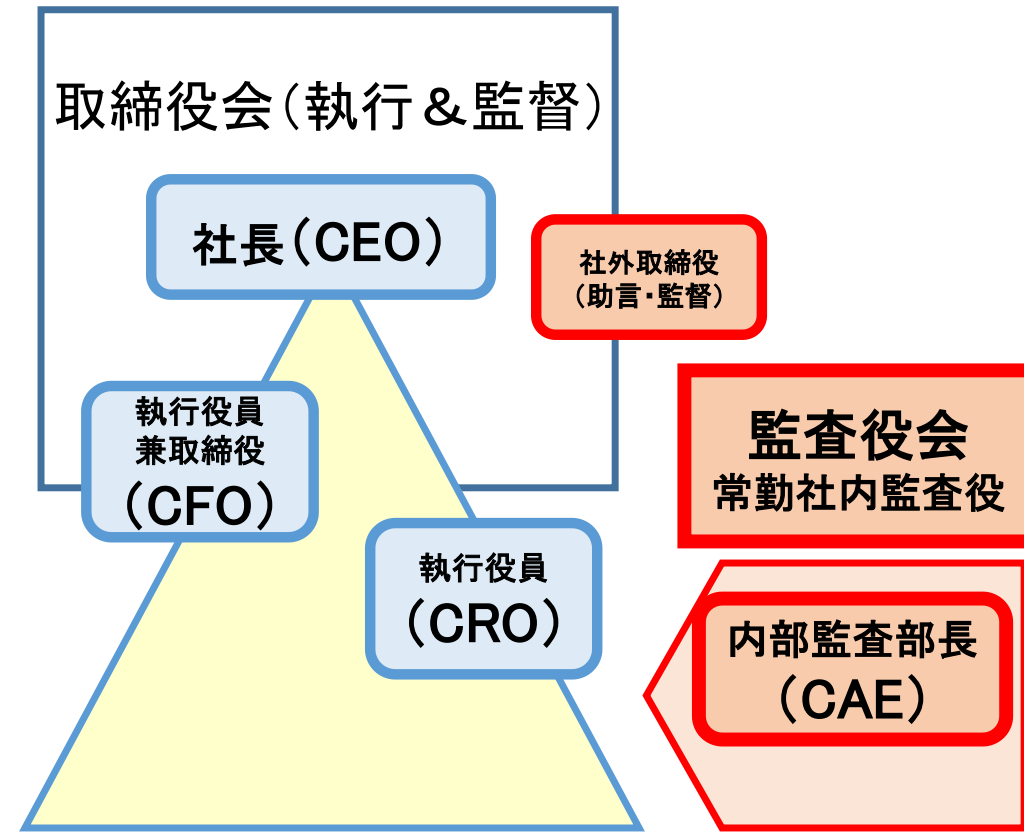 取締役会（執行＆監督）
社長（CEO）
社外取締役
（助言・監督）
執行役員
兼取締役
（CFO）
監査役会
常勤社内監査役
執行役員
（CRO）
内部監査部長
（CAE）